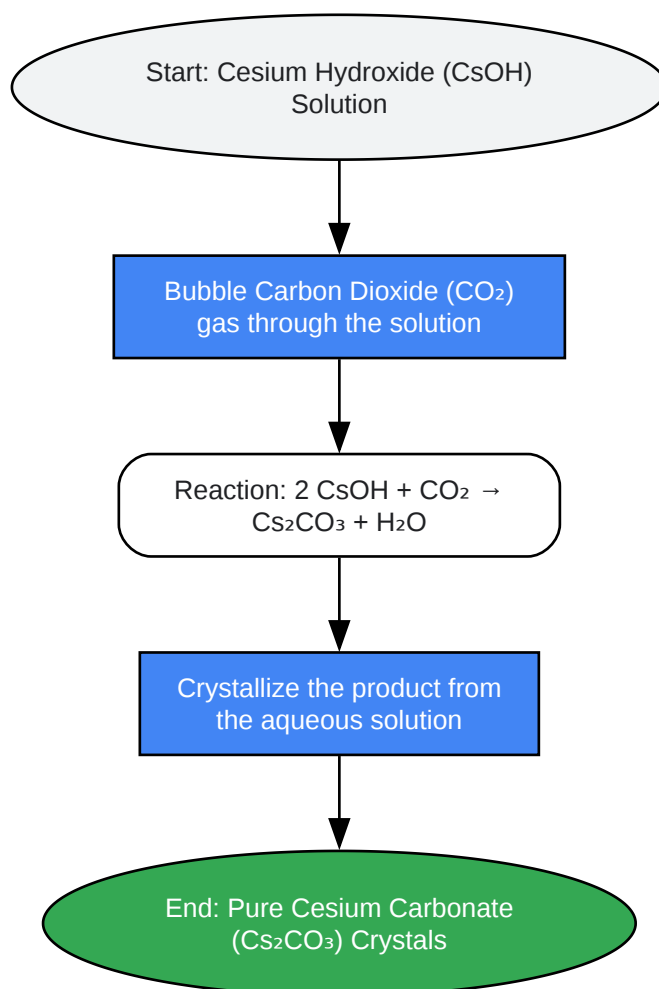 Start: Cesium Hydroxide (CsOH)
Solution
Bubble Carbon Dioxide (CO₂)
gas through the solution
Reaction: 2 CsOH + CO₂ →
Cs₂CO₃ + H₂O
Crystallize the product from
the aqueous solution
End: Pure Cesium Carbonate
(Cs₂CO₃) Crystals